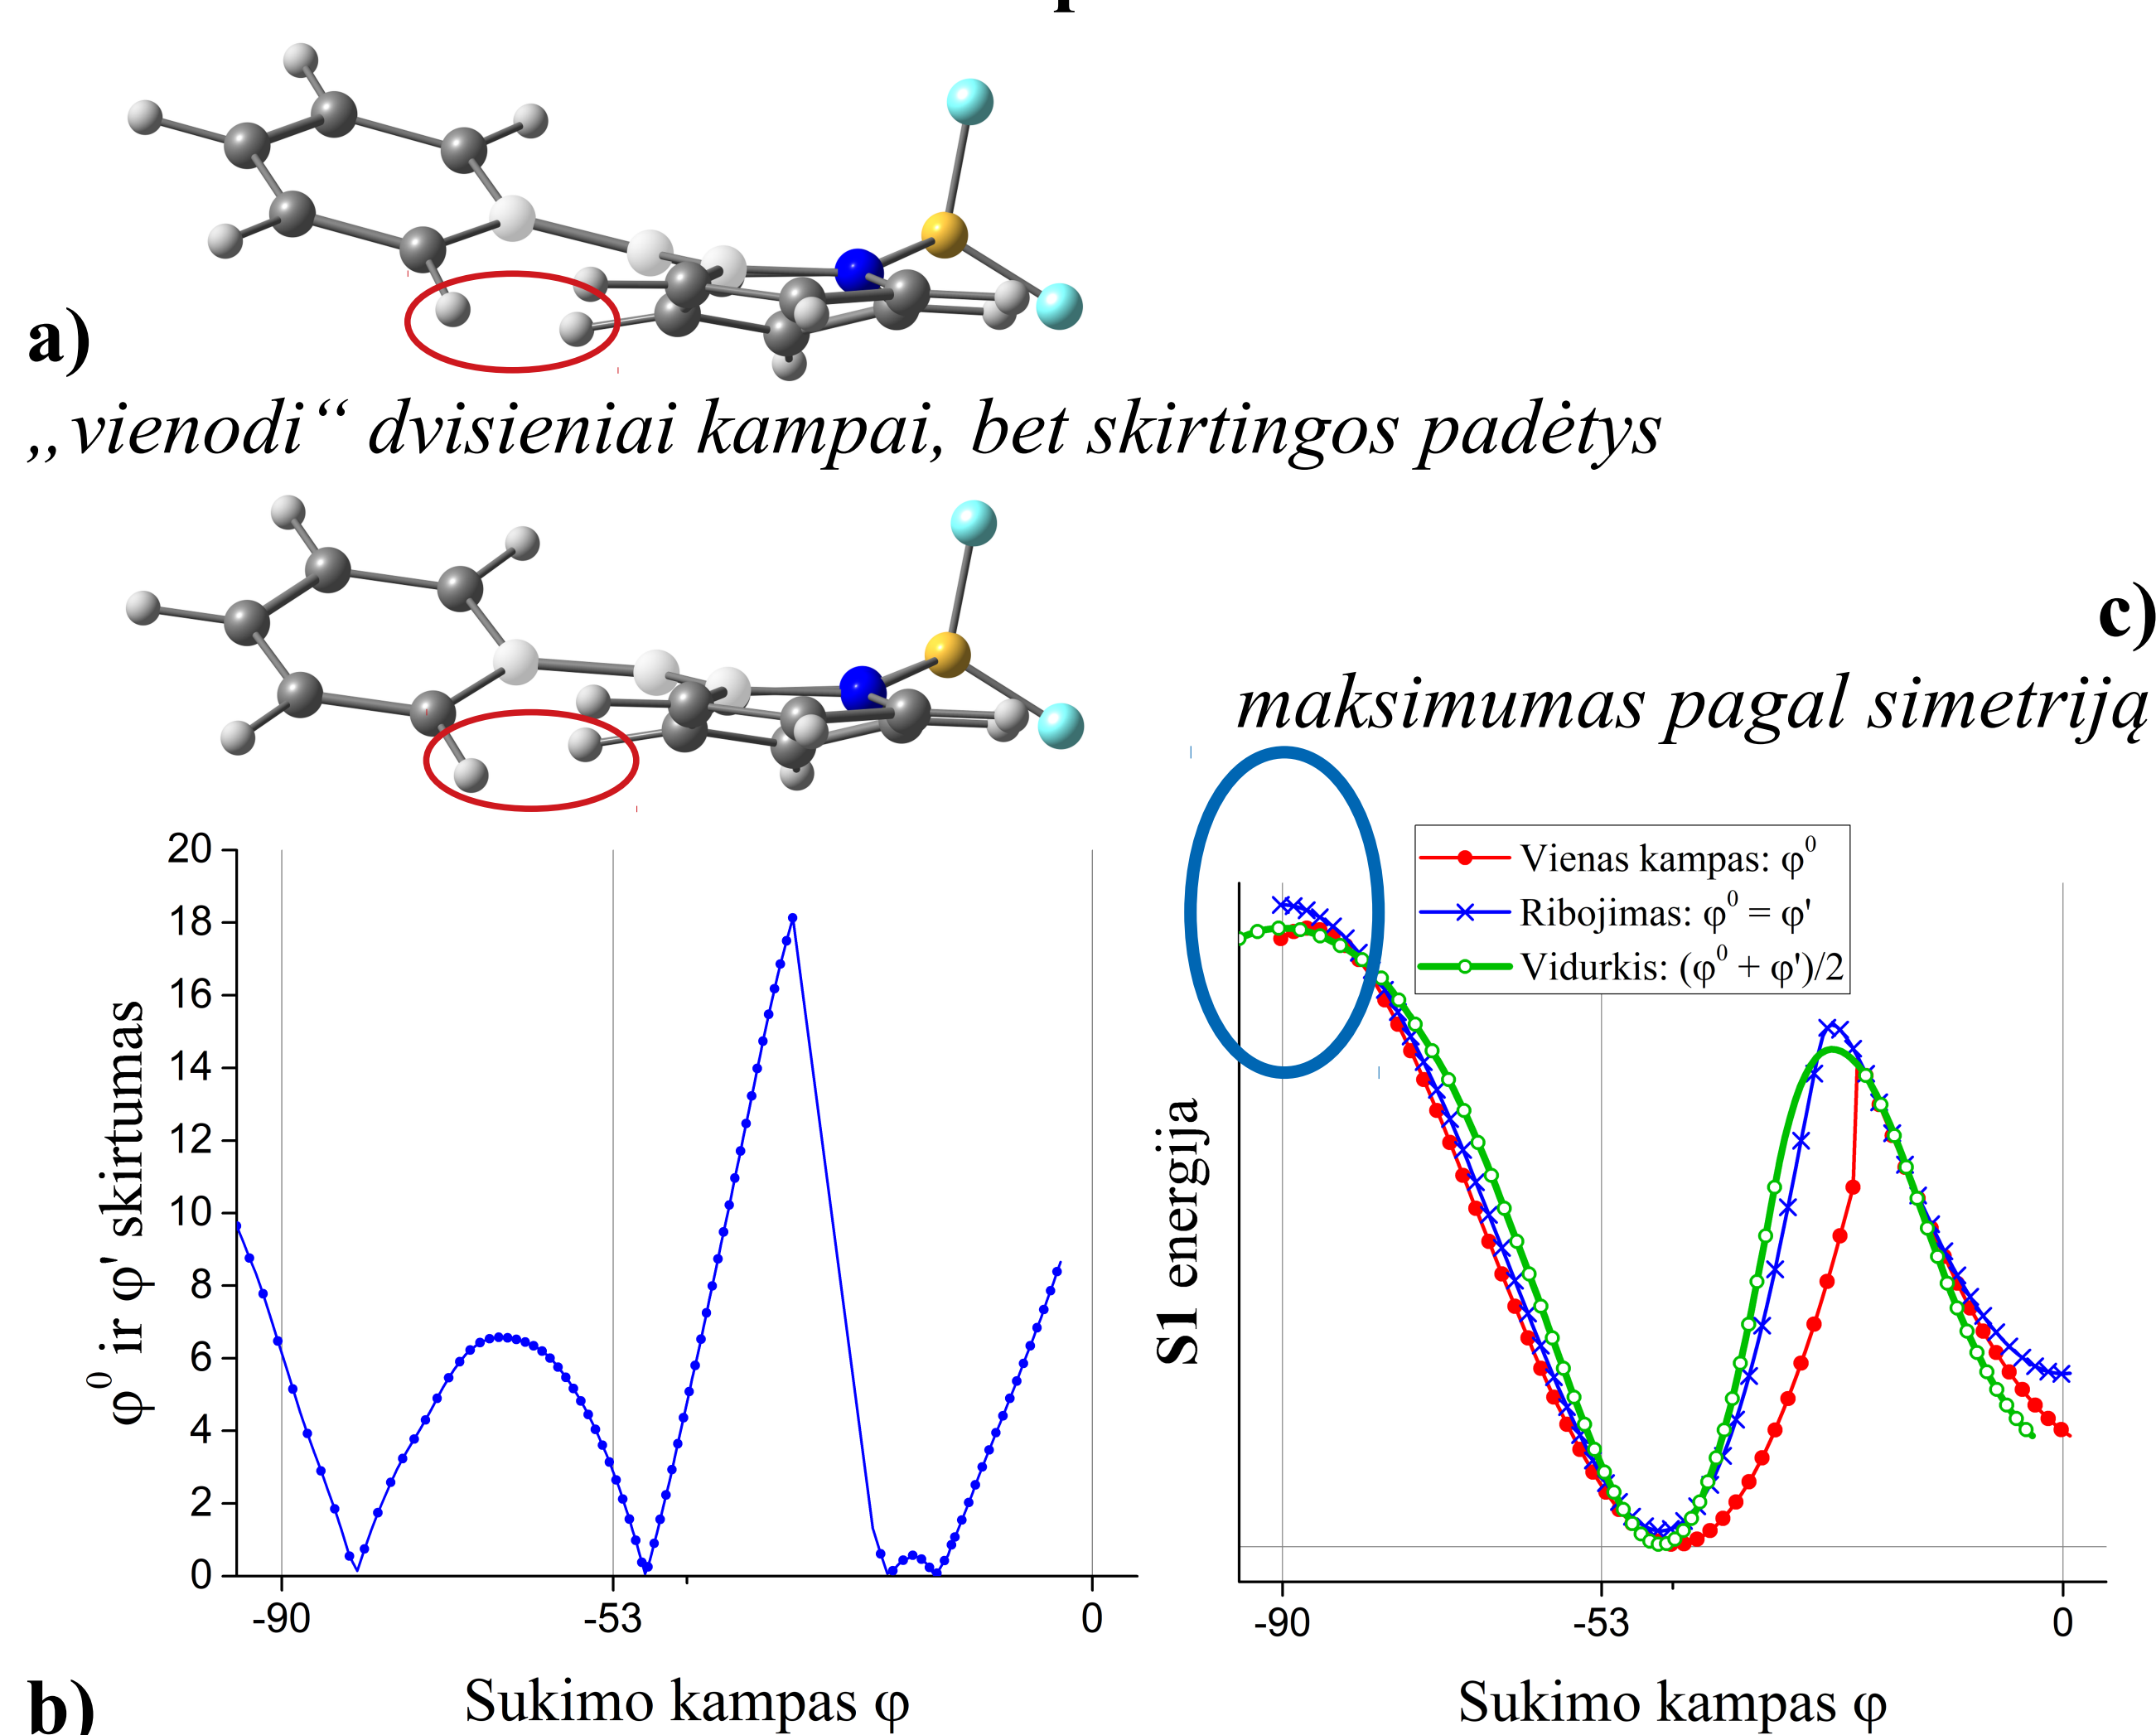 a)
„vienodi“ dvisieniai kampai, bet skirtingos padėtys
c)
maksimumas pagal simetriją
20
18
16
14
12
10
8
6
4
2
0
φ⁰ ir φ' skirtumas
-90
-53
0
Sukimo kampas φ
b)
Vienas kampas: φ⁰
Ribojimas: φ⁰ = φ'
Vidurkis: (φ⁰ + φ')/2
S1 energija
-90
-53
0
Sukimo kampas φ